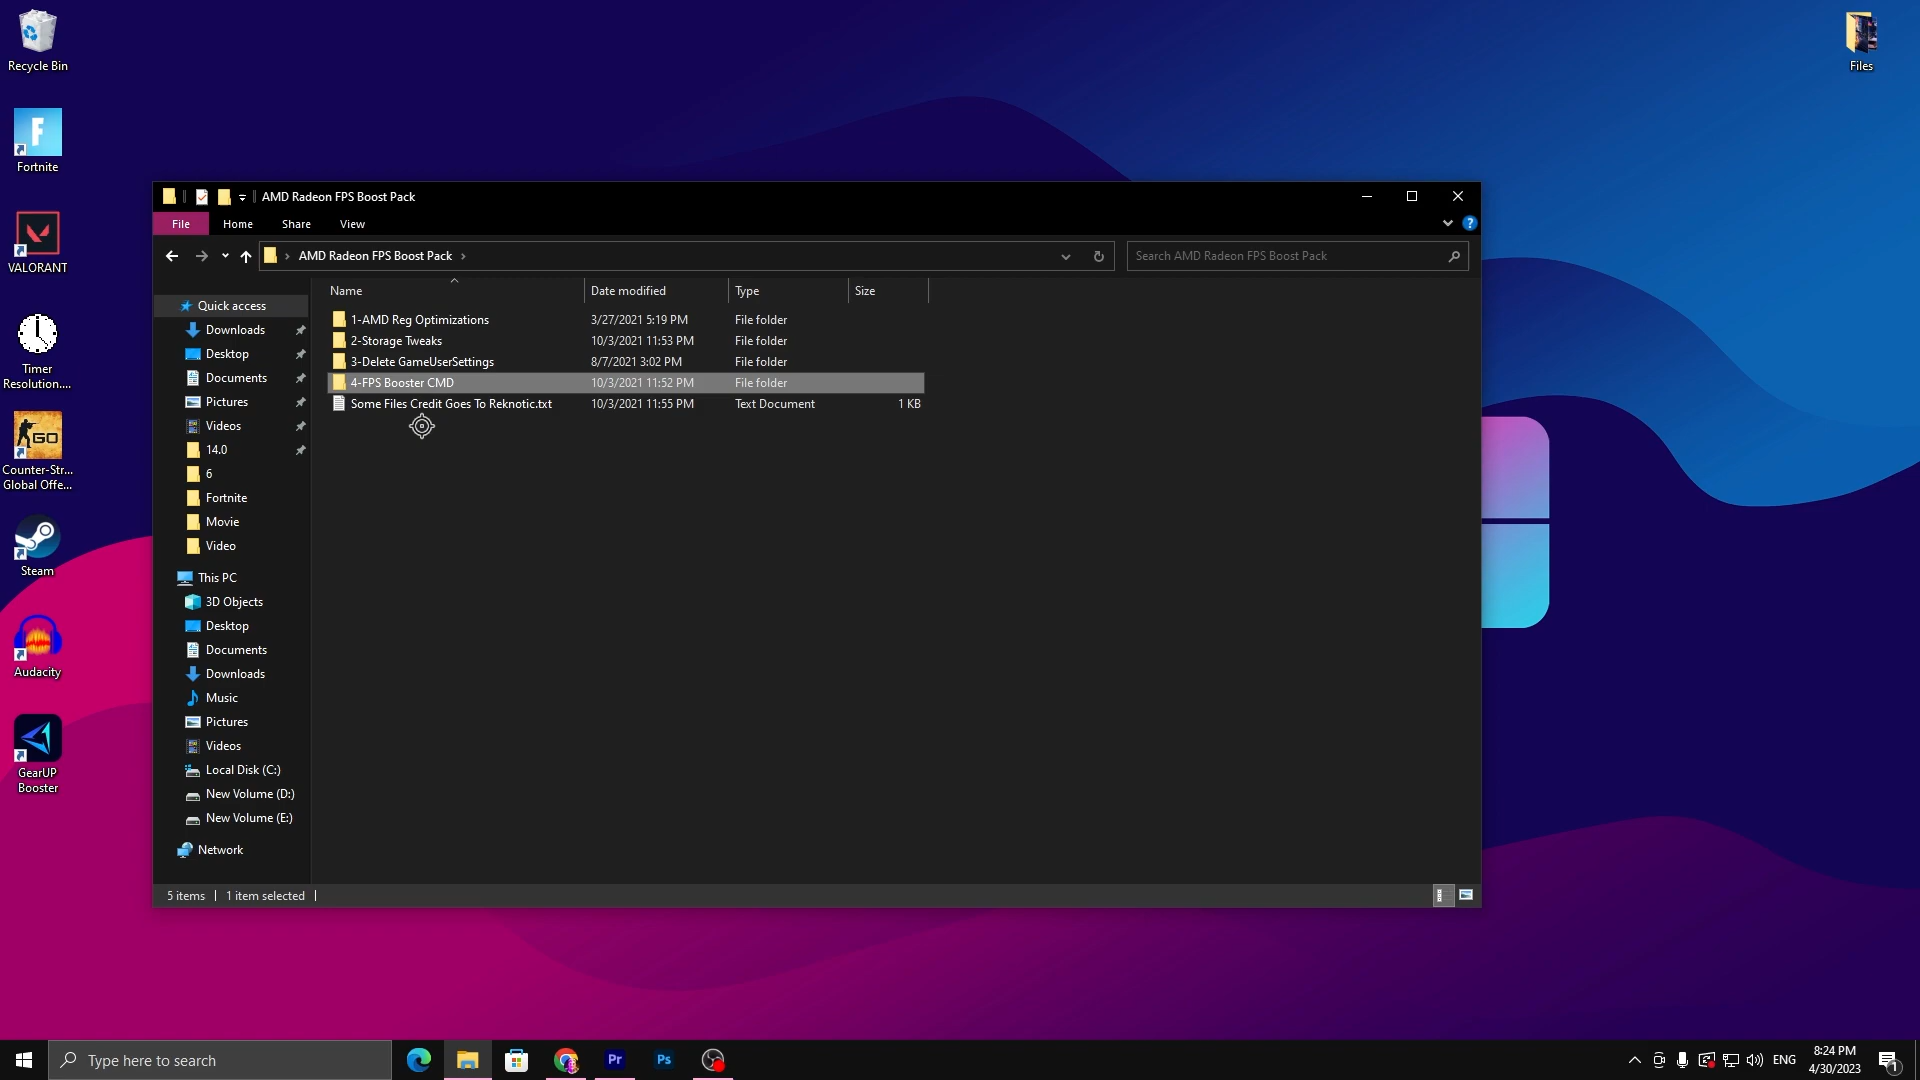 Recycle Bin
Fortnite
VALORANT
Timer
Resolution....
GO
Counter-Str...
Global Offe...
Steam
Audacity
GearUP
Booster
Files
AMD Radeon FPS Boost Pack
File
Home
Share
View
?
AMD Radeon FPS Boost Pack
Search AMD Radeon FPS Boost Pack
Quick access
Downloads
Desktop
Documents
Pictures
Videos
14.0
6
Fortnite
Movie
Video
This PC
3D Objects
Desktop
Documents
Downloads
Music
Pictures
Videos
Local Disk (C:)
New Volume (D:)
New Volume (E:)
Network
Name Date modified Type Size
1-AMD Reg Optimizations 3/27/2021 5:19 PM File folder
2-Storage Tweaks 10/3/2021 11:53 PM File folder
3-Delete GameUserSettings 8/7/2021 3:02 PM File folder
4-FPS Booster CMD 10/3/2021 11:52 PM File folder
Some Files Credit Goes To Reknotic.txt 10/3/2021 11:55 PM Text Document 1 KB
5 items 1 item selected
Type here to search
Pr
Ps
ENG
8:24 PM
4/30/2023
1